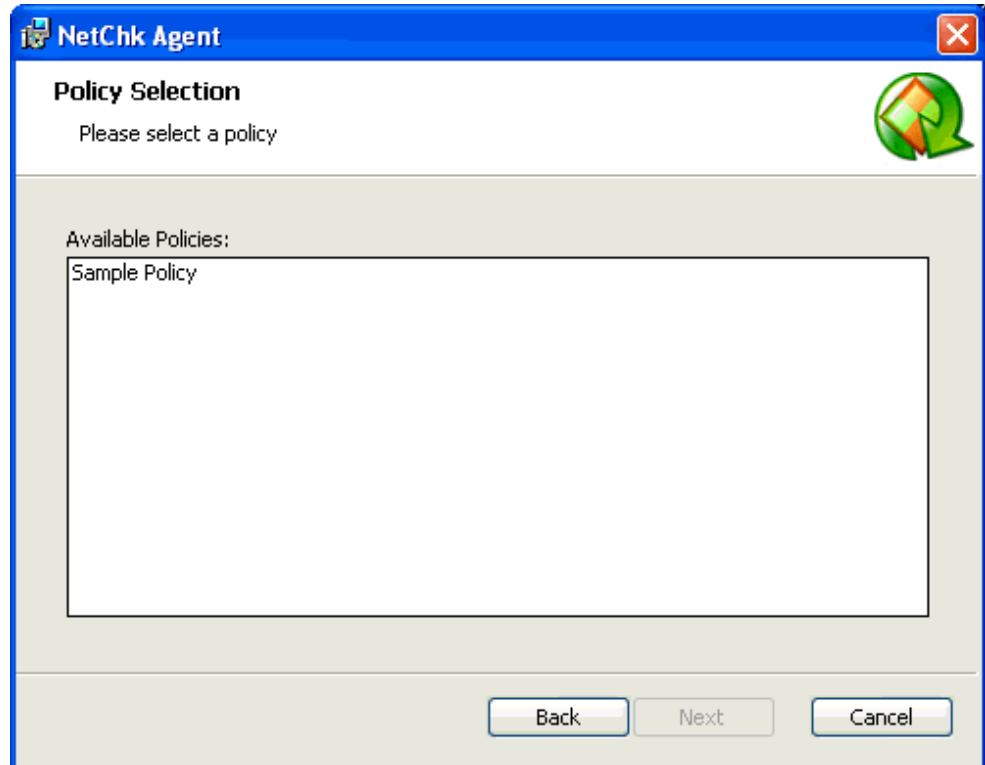 NetChk Agent
Policy Selection
Please select a policy
Available Policies:
Sample Policy
Back Next Cancel